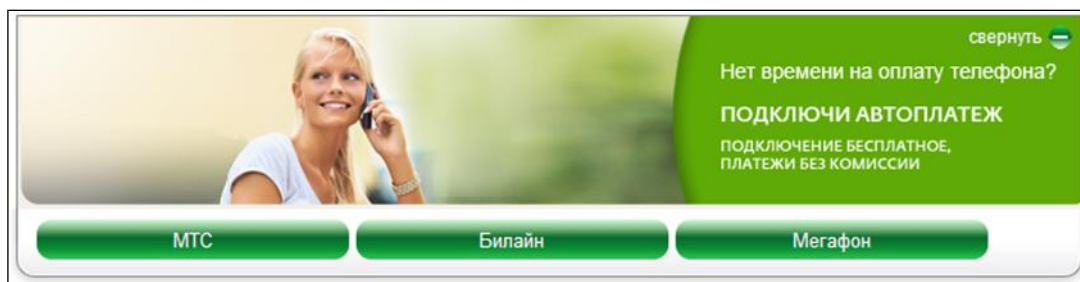 свернуть
Нет времени на оплату телефона?
ПОДКЛЮЧИ АВТОПЛАТЕЖ
ПОДКЛЮЧЕНИЕ БЕСПЛАТНОЕ,
ПЛАТЕЖИ БЕЗ КОМИССИИ
МТС
Билайн
Мегафон